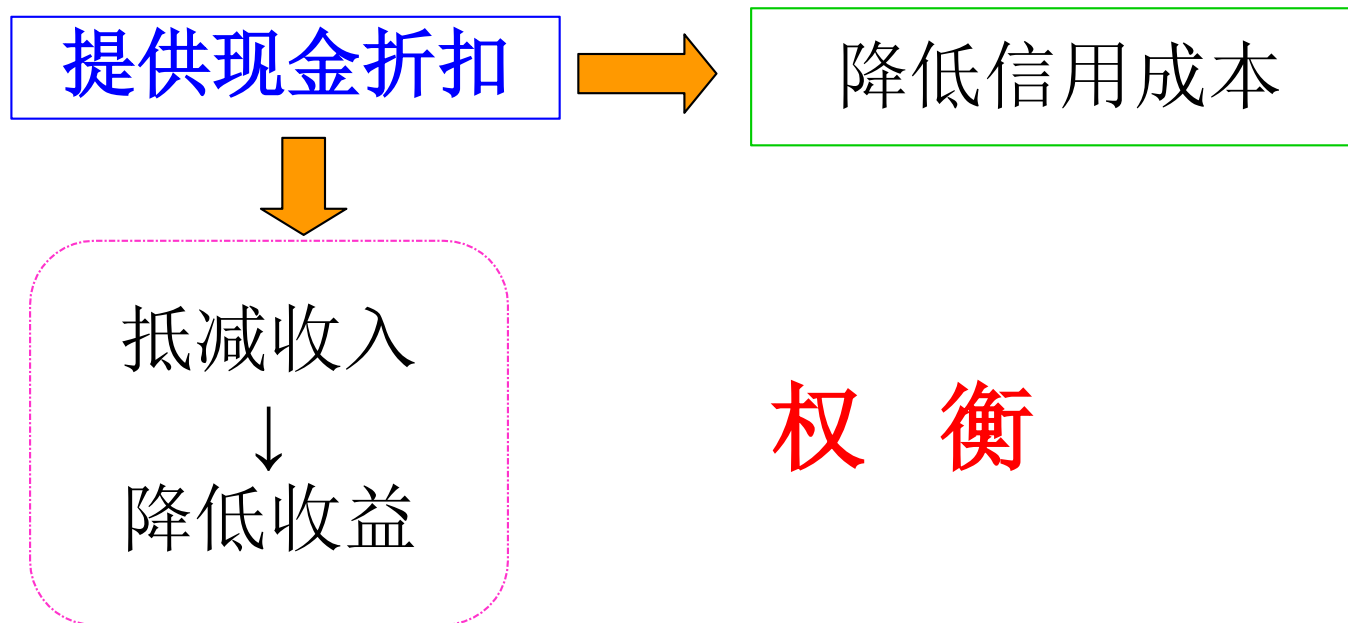 提供现金折扣
降低信用成本
抵减收入
↓
降低收益
权 衡